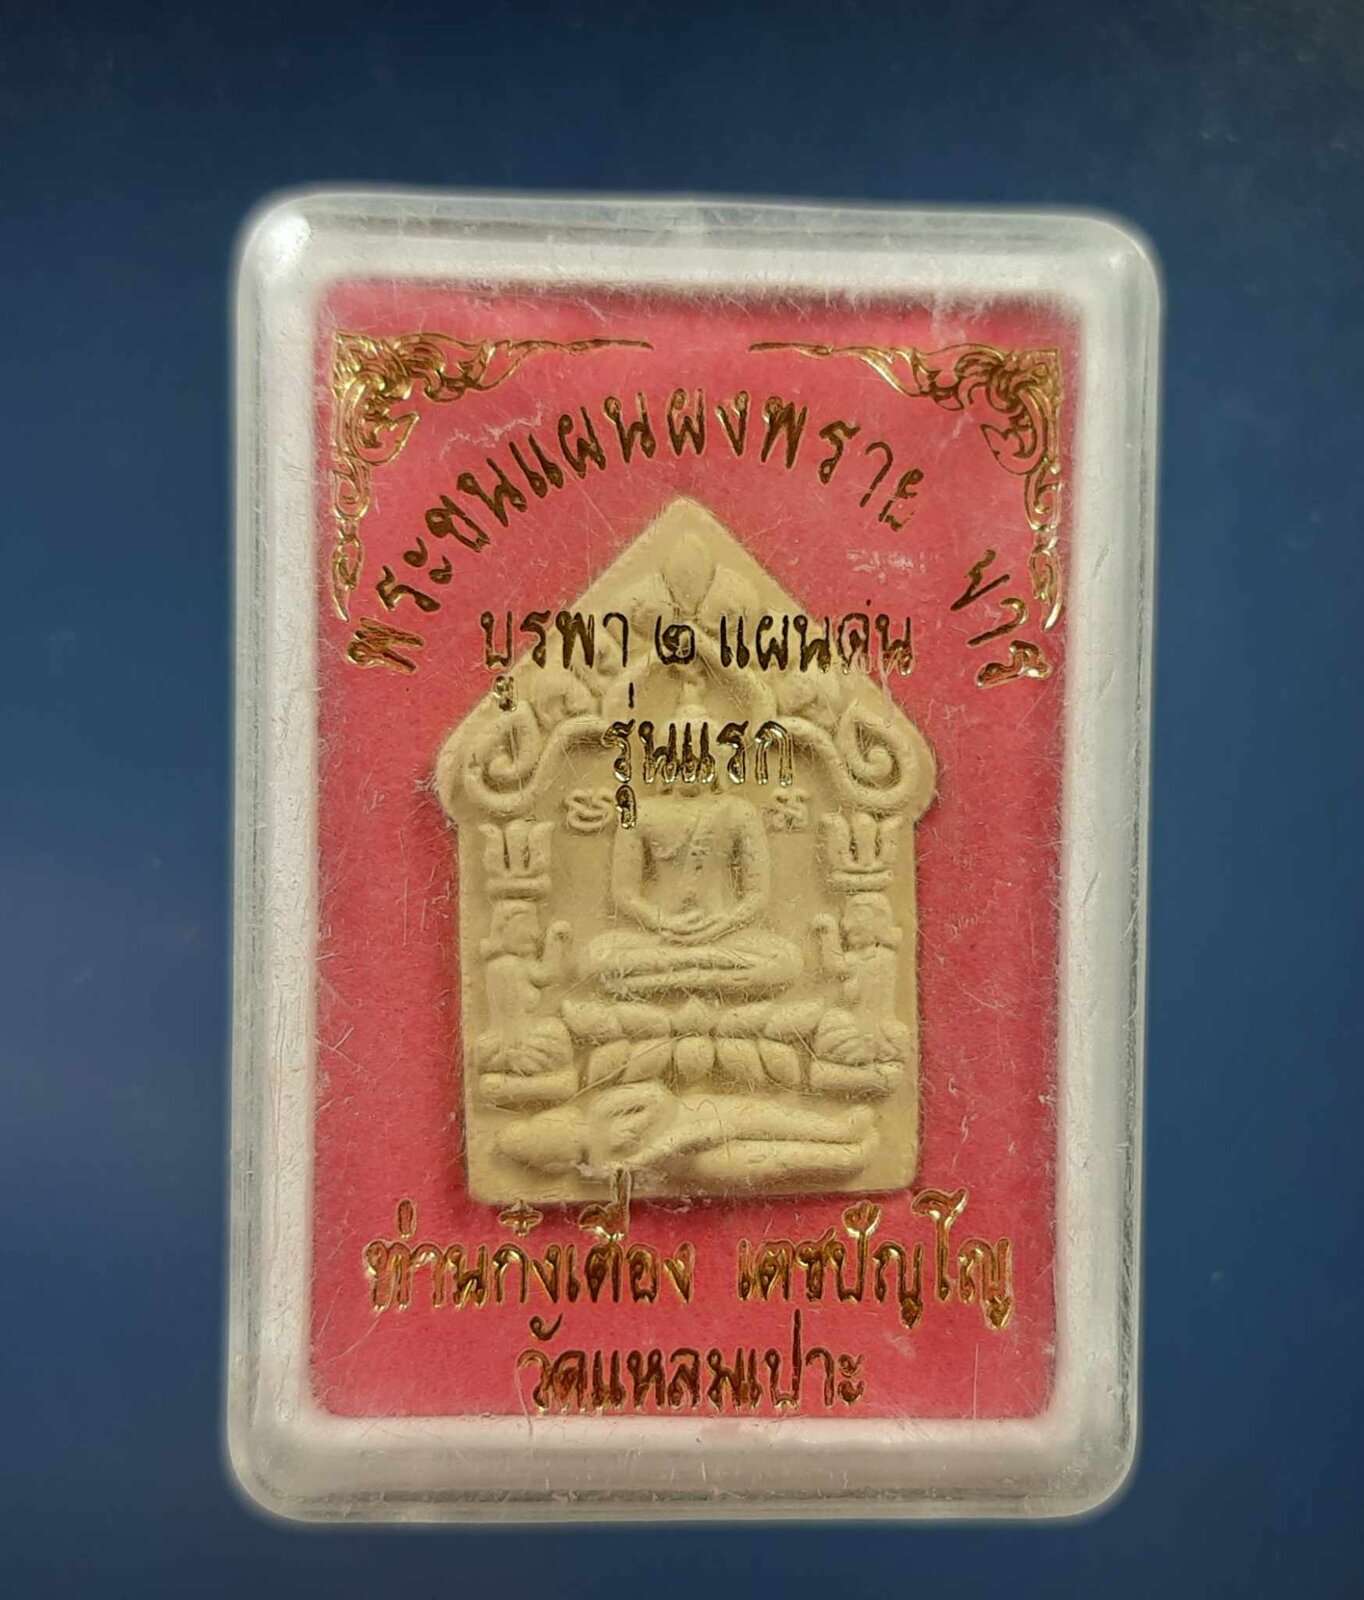 พระขุนแผนผงพราย มาร
บูรพา ๒ แผ่นดิน
รุ่นแรก
ท่านก๋งเตื่อง เตชปัญโญ
วัดแหลมเปาะ